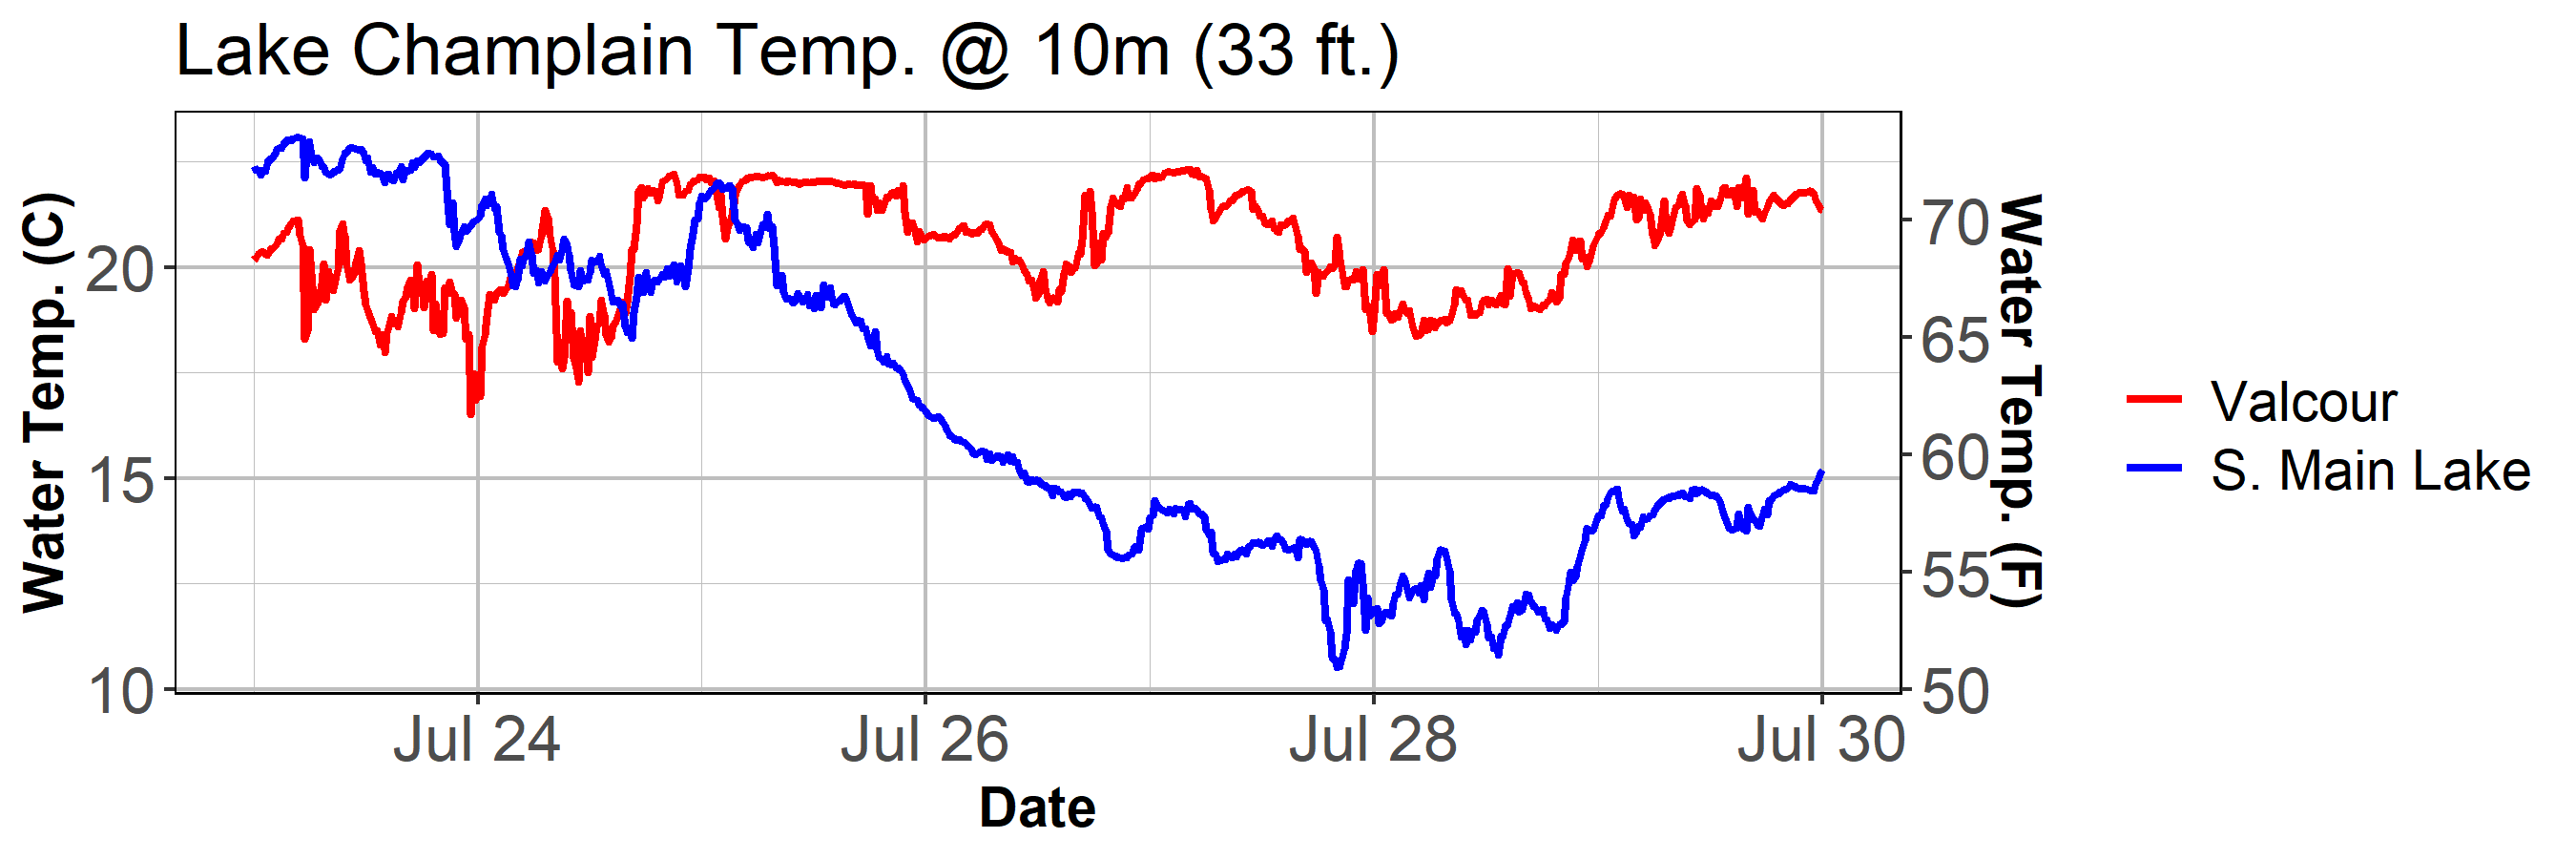 Lake Champlain Temp. @ 10m (33 ft.)
Water Temp. (C)
20
15
10
70
65
60
55
50
Water Temp. (F)
Jul 24
Jul 26
Jul 28
Jul 30
Date
Valcour
S. Main Lake